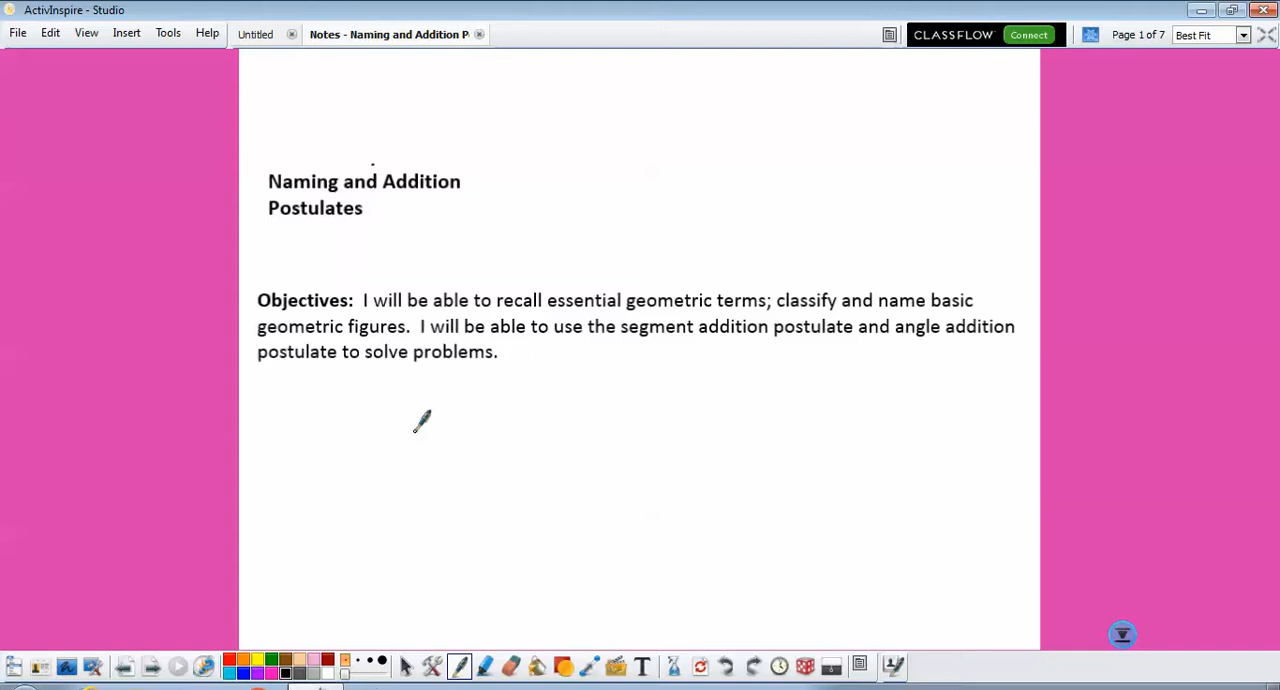 ActivInspire - Studio
File Edit View Insert Tools Help Untitled Notes - Naming and Addition P CLASSFLOW Connect Page 1 of 7 Best Fit
Naming and Addition
Postulates
Objectives: I will be able to recall essential geometric terms; classify and name basic
geometric figures. I will be able to use the segment addition postulate and angle addition
postulate to solve problems.
T